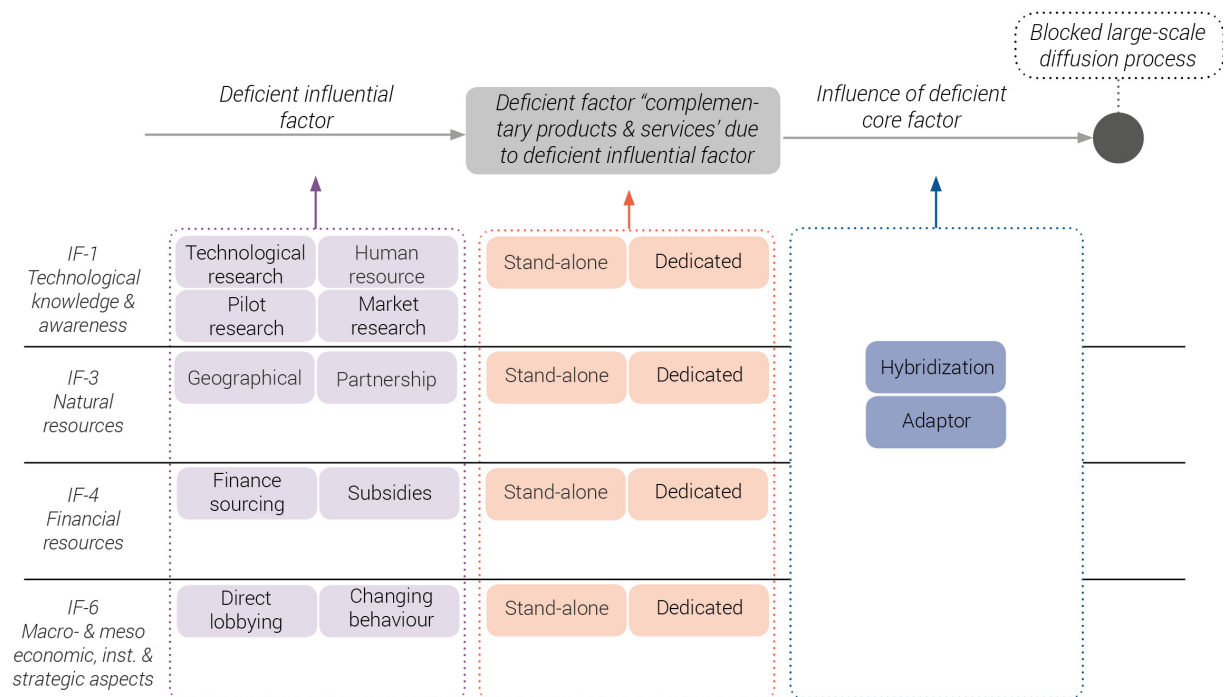 Blocked large-scale
diffusion process
Deficient influential
factor
Deficient factor “complemen-
tary products & services’ due
to deficient influential factor
Influence of deficient
core factor
IF-1
Technological
knowledge &
awareness
Technological
research
Human
resource
Pilot
research
Market
research
Stand-alone
Dedicated
IF-3
Natural
resources
Geographical
Partnership
Stand-alone
Dedicated
Hybridization
Adaptor
IF-4
Financial
resources
Finance
sourcing
Subsidies
Stand-alone
Dedicated
IF-6
Macro- & meso
economic, inst. &
strategic aspects
Direct
lobbying
Changing
behaviour
Stand-alone
Dedicated